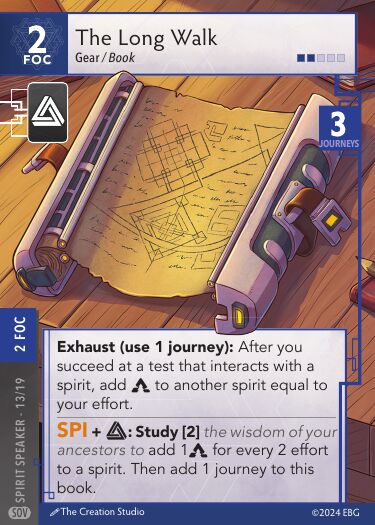 2
FOC
The Long Walk
Gear / Book
3
JOURNEYS
2 FOC
SPIRIT SPEAKER - 13/19
SOV
Exhaust (use 1 journey): After you
succeed at a test that interacts with a
spirit, add to another spirit equal to
your effort.
SPI + : Study [2] the wisdom of your
ancestors to add 1 for every 2 effort
to a spirit. Then add 1 journey to this
book.
The Creation Studio
©2024 EBG